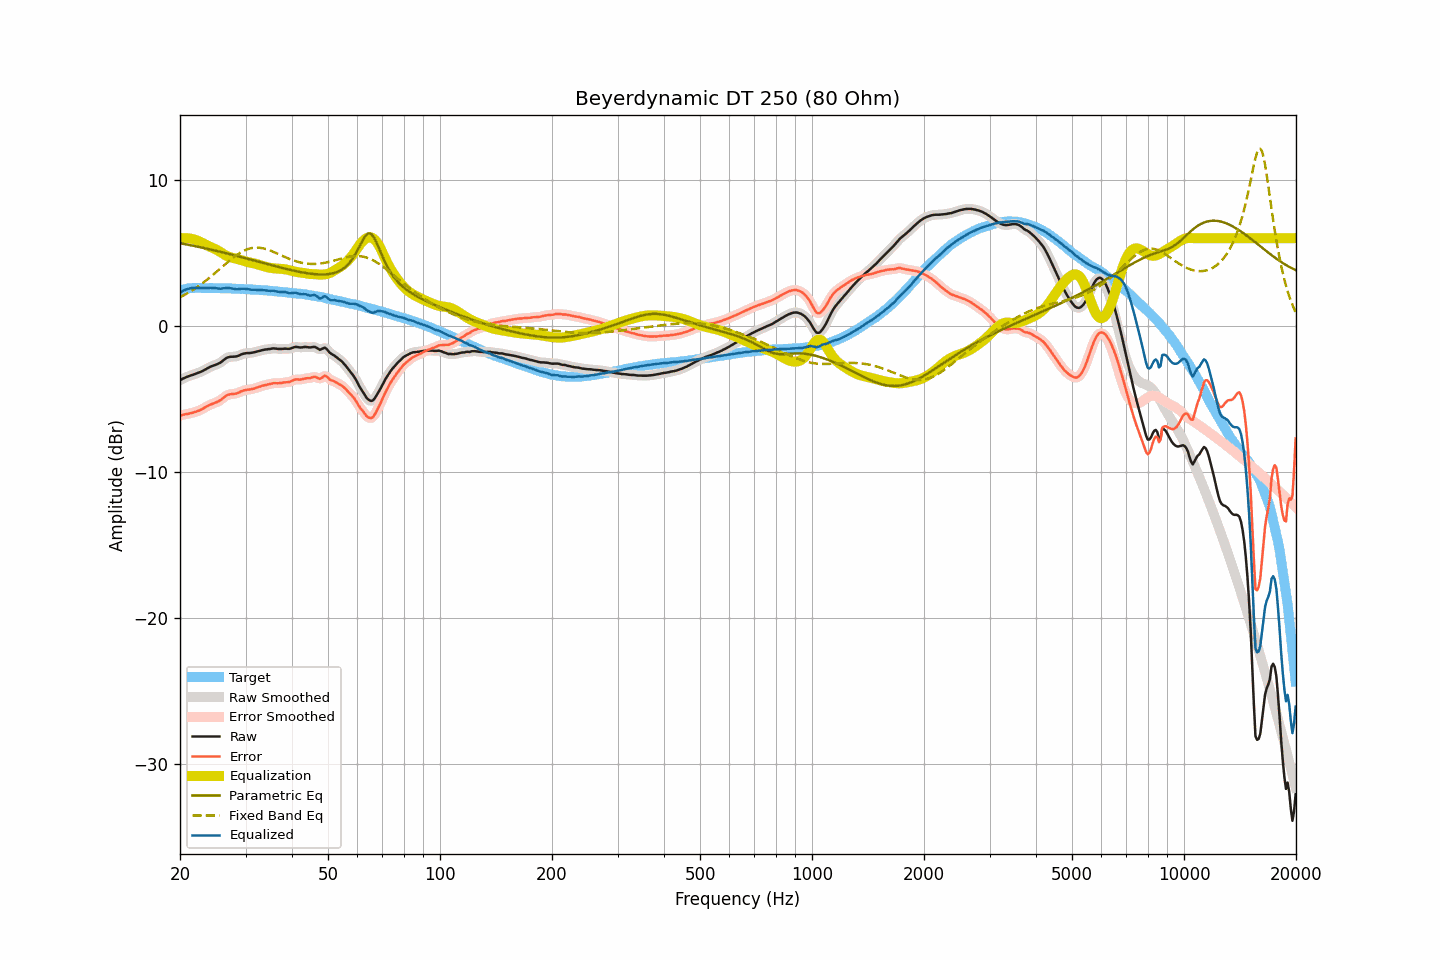 Beyerdynamic DT 250 (80 Ohm)
10
0
−10
−20
−30
Amplitude (dBr)
Target
Raw Smoothed
Error Smoothed
Raw
Error
Equalization
Parametric Eq
Fixed Band Eq
Equalized
20 50 100 200 500 1000 2000 5000 10000 20000
Frequency (Hz)